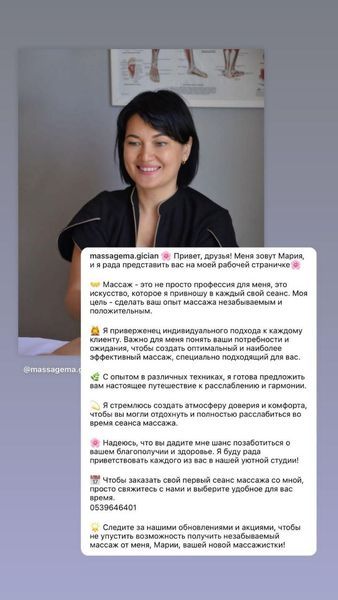 massagema.gician 🌸 Привет, друзья! Меня зовут Мария,
и я рада представить вас на моей рабочей страничке🌸
🤝 Массаж - это не просто профессия для меня, это
искусство, которое я привношу в каждый свой сеанс. Моя
цель - сделать ваш опыт массажа незабываемым и
положительным.
💆 Я приверженец индивидуального подхода к каждому
клиенту. Важно для меня понять ваши потребности и
ожидания, чтобы создать оптимальный и наиболее
эффективный массаж, специально подходящий для вас.
🌿 С опытом в различных техниках, я готова предложить
вам настоящее путешествие к расслаблению и гармонии.
💫 Я стремлюсь создать атмосферу доверия и комфорта,
чтобы вы могли отдохнуть и полностью расслабиться во
время сеанса массажа.
🌸 Надеюсь, что вы дадите мне шанс позаботиться о
вашем благополучии и здоровье. Я буду рада
приветствовать каждого из вас в нашей уютной студии!
📅 Чтобы заказать свой первый сеанс массажа со мной,
просто свяжитесь с нами и выберите удобное для вас
время.
0539646401
🌟 Следите за нашими обновлениями и акциями, чтобы
не упустить возможность получить незабываемый
массаж от меня, Марии, вашей новой массажистки!
@massagema.g